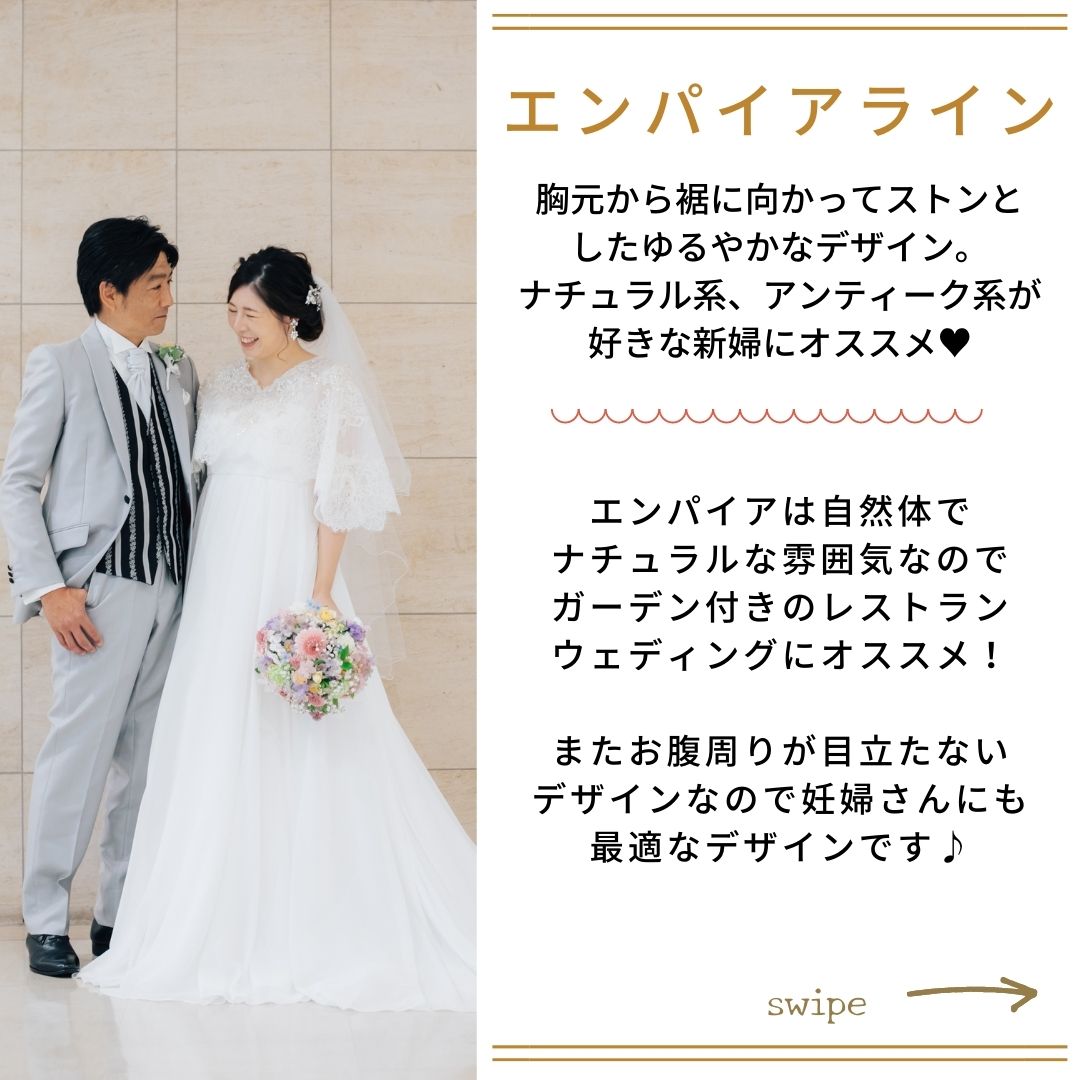 エンパイアライン
胸元から裾に向かってストンと
したゆるやかなデザイン。
ナチュラル系、アンティーク系が
好きな新婦にオススメ♥
エンパイアは自然体で
ナチュラルな雰囲気なので
ガーデン付きのレストラン
ウェディングにオススメ！
またお腹周りが目立たない
デザインなので妊婦さんにも
最適なデザインです♪
swipe